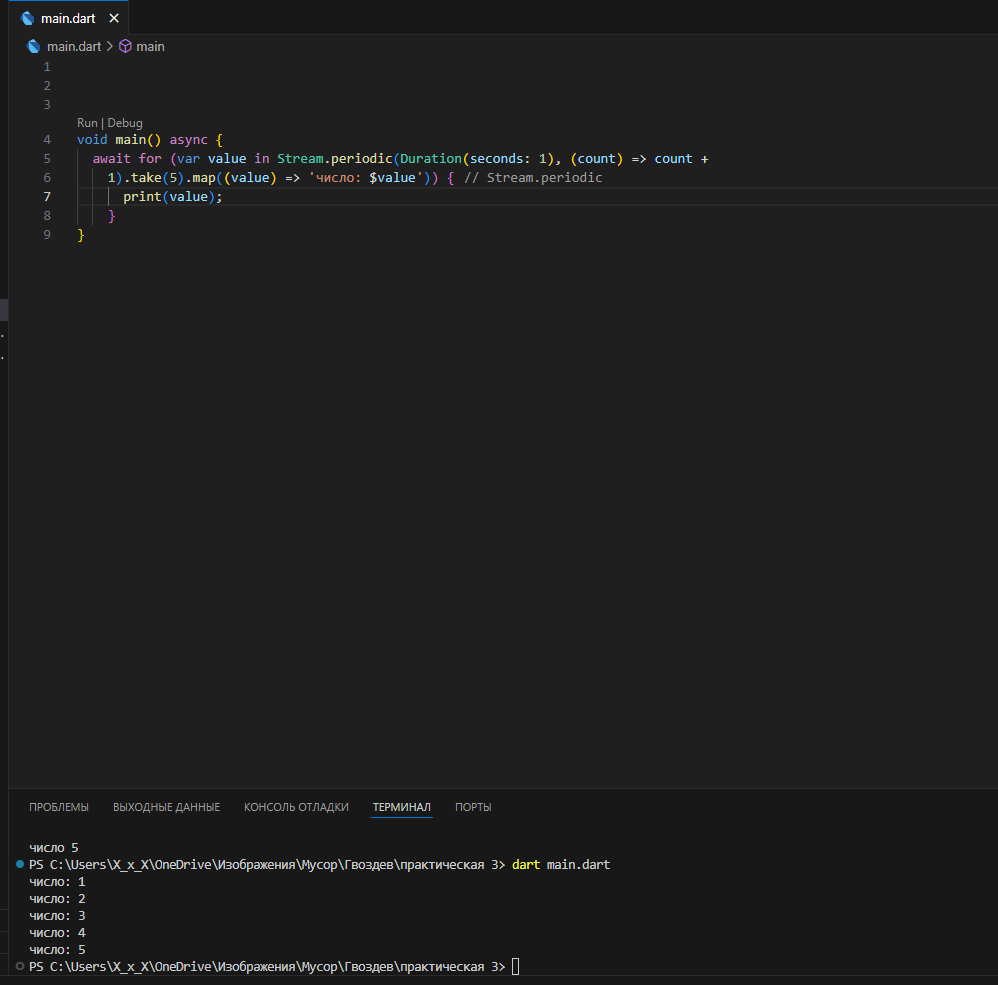 main.dart ×
main.dart > main
1
2
3
Run | Debug
4 void main() async {
5 await for (var value in Stream.periodic(Duration(seconds: 1), (count) => count +
6 1).take(5).map((value) => 'число: $value')) { // Stream.periodic
7 print(value);
8 }
9 }
ПРОБЛЕМЫ ВЫХОДНЫЕ ДАННЫЕ КОНСОЛЬ ОТЛАДКИ ТЕРМИНАЛ ПОРТЫ
число 5
PS C:\Users\X_x_X\OneDrive\Изображения\Мусор\Гвоздев\практическая 3> dart main.dart
число: 1
число: 2
число: 3
число: 4
число: 5
PS C:\Users\X_x_X\OneDrive\Изображения\Мусор\Гвоздев\практическая 3>